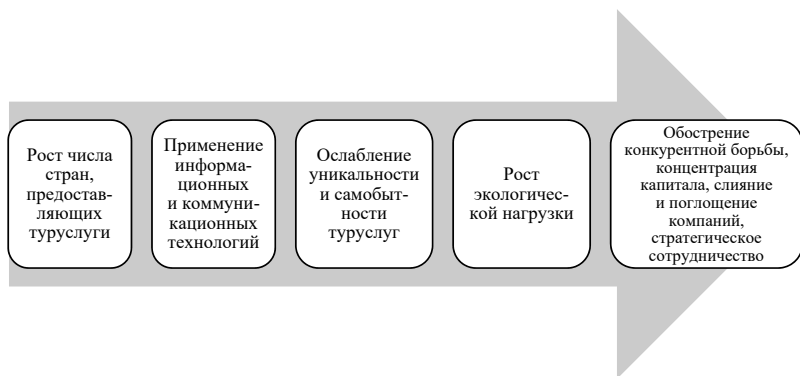 Рост числа
стран,
предостав-
ляющих
туруслуги
Применение
информа-
ционных
и коммуни-
кационных
технологий
Ослабление
уникальности
и самобыт-
ности
туруслуг
Рост
экологичес-
кой нагрузки
Обострение
конкурентной борьбы,
концентрация
капитала, слияние
и поглощение
компаний,
стратегическое
сотрудничество